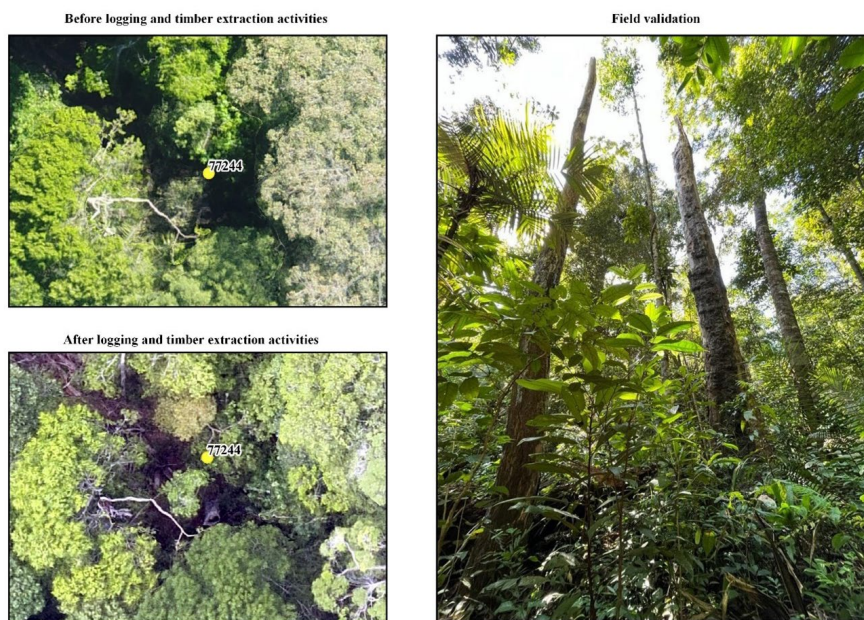 Before logging and timber extraction activities
Field validation
77244
After logging and timber extraction activities
77244